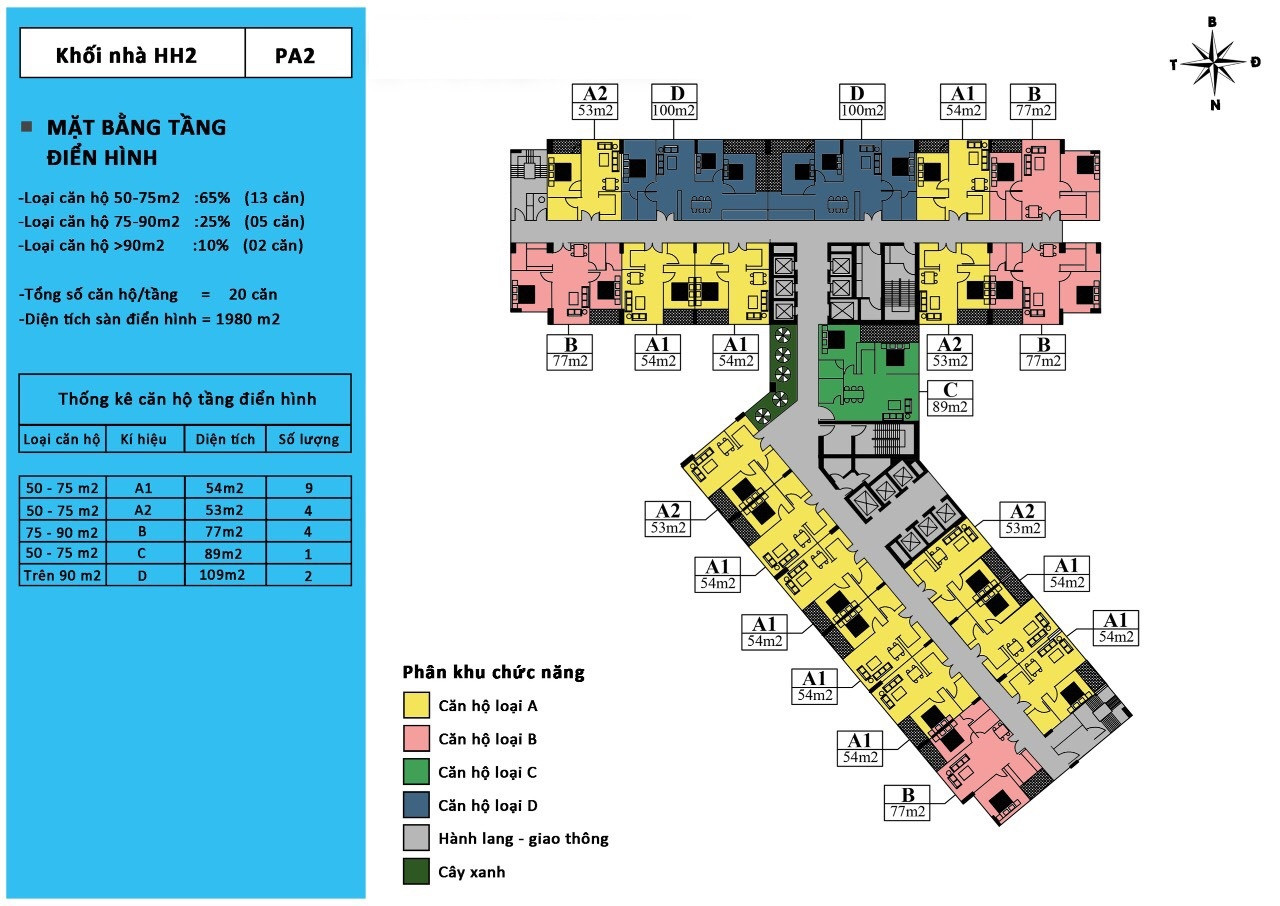 Khối nhà HH2 PA2
MẶT BẰNG TẦNG
ĐIỂN HÌNH
-Loại căn hộ 50-75m2 :65% (13 căn)
-Loại căn hộ 75-90m2 :25% (05 căn)
-Loại căn hộ >90m2 :10% (02 căn)
-Tổng số căn hộ/tầng = 20 căn
-Diện tích sàn điển hình = 1980 m2
Thống kê căn hộ tầng điển hình
Loại căn hộ Kí hiệu Diện tích Số lượng
50 - 75 m2 A1 54m2 9
50 - 75 m2 A2 53m2 4
75 - 90 m2 B 77m2 4
50 - 75 m2 C 89m2 1
Trên 90 m2 D 109m2 2
B
T Đ
N
A2 D D A1 B
53m2 100m2 100m2 54m2 77m2
B A1 A1 A2 B
77m2 54m2 54m2 53m2 77m2
C
89m2
A2
53m2
A2
53m2
A1
54m2
A1
54m2
A1
54m2
A1
54m2
A1
54m2
A1
54m2
B
77m2
Phân khu chức năng
Căn hộ loại A
Căn hộ loại B
Căn hộ loại C
Căn hộ loại D
Hành lang - giao thông
Cây xanh